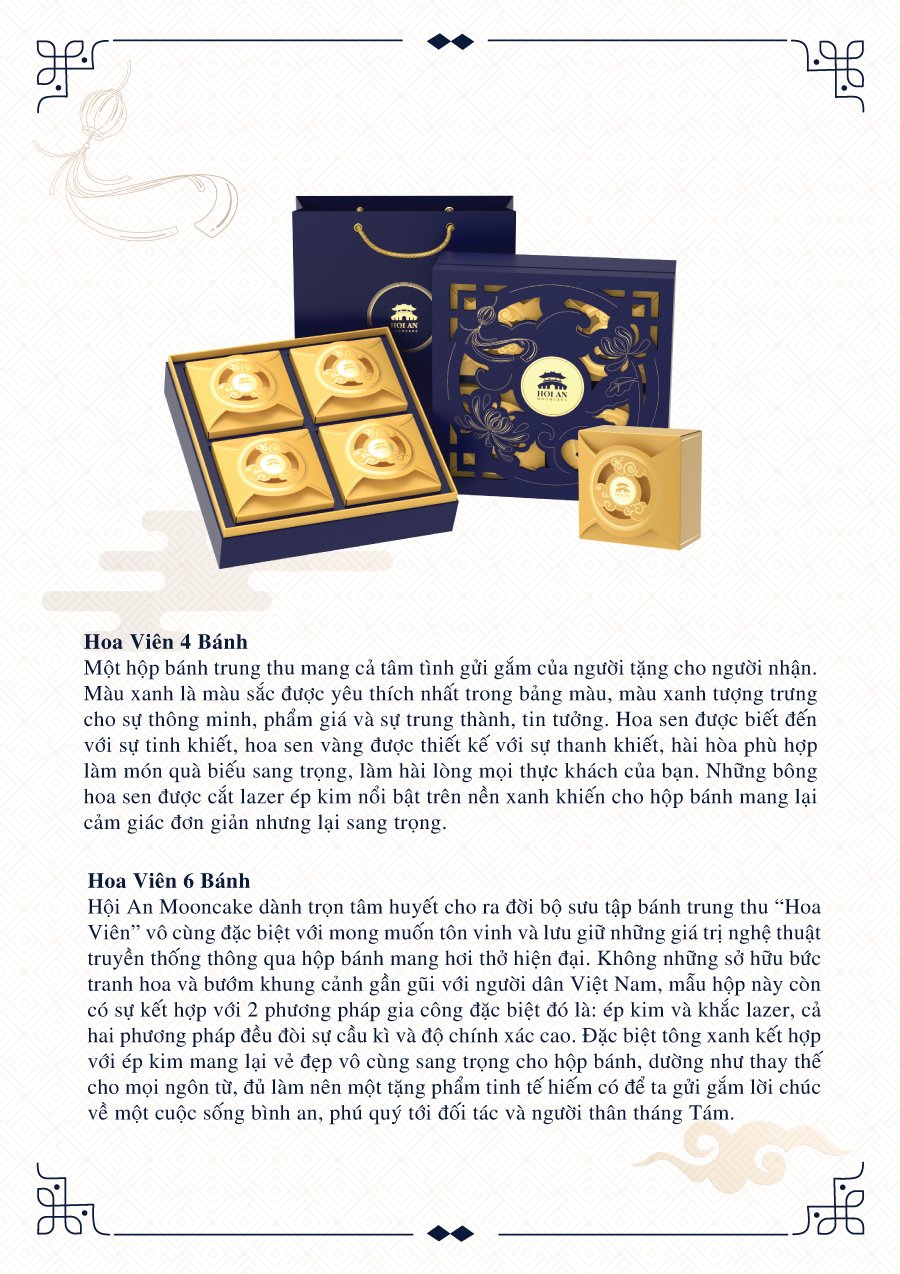 HOI AN
MOONCAKE
HOI AN
MOONCAKE
HOI AN
Hoa Viên 4 Bánh
Một hộp bánh trung thu mang cả tâm tình gửi gắm của người tặng cho người nhận.
Màu xanh là màu sắc được yêu thích nhất trong bảng màu, màu xanh tượng trưng
cho sự thông minh, phẩm giá và sự trung thành, tin tưởng. Hoa sen được biết đến
với sự tinh khiết, hoa sen vàng được thiết kế với sự thanh khiết, hài hòa phù hợp
làm món quà biếu sang trọng, làm hài lòng mọi thực khách của bạn. Những bông
hoa sen được cắt lazer ép kim nổi bật trên nền xanh khiến cho hộp bánh mang lại
cảm giác đơn giản nhưng lại sang trọng.
Hoa Viên 6 Bánh
Hội An Mooncake dành trọn tâm huyết cho ra đời bộ sưu tập bánh trung thu “Hoa
Viên” vô cùng đặc biệt với mong muốn tôn vinh và lưu giữ những giá trị nghệ thuật
truyền thống thông qua hộp bánh mang hơi thở hiện đại. Không những sở hữu bức
tranh hoa và bướm khung cảnh gần gũi với người dân Việt Nam, mẫu hộp này còn
có sự kết hợp với 2 phương pháp gia công đặc biệt đó là: ép kim và khắc lazer, cả
hai phương pháp đều đòi sự cầu kì và độ chính xác cao. Đặc biệt tông xanh kết hợp
với ép kim mang lại vẻ đẹp vô cùng sang trọng cho hộp bánh, dường như thay thế
cho mọi ngôn từ, đủ làm nên một tặng phẩm tinh tế hiếm có để ta gửi gắm lời chúc
về một cuộc sống bình an, phú quý tới đối tác và người thân tháng Tám.